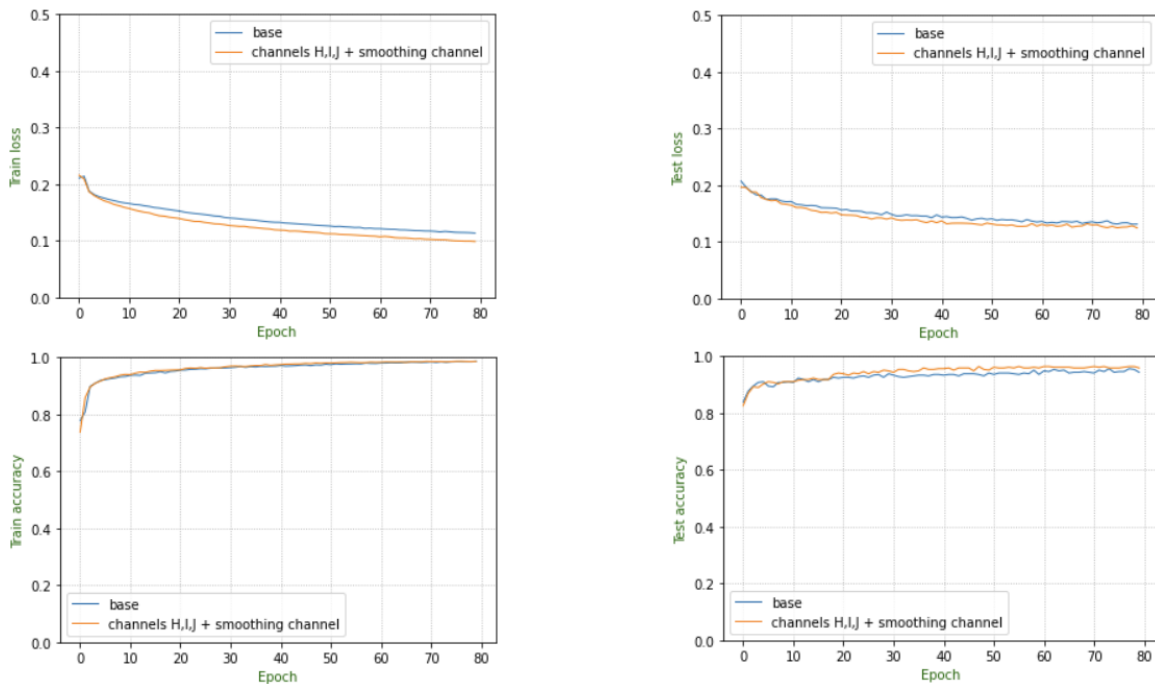 0.5
0.4
0.3
0.2
0.1
0.0
Train loss
base
channels H,I,J + smoothing channel
0 10 20 30 40 50 60 70 80
Epoch
0.5
0.4
0.3
0.2
0.1
0.0
Test loss
base
channels H,I,J + smoothing channel
0 10 20 30 40 50 60 70 80
Epoch
1.0
0.8
0.6
0.4
0.2
0.0
Train accuracy
base
channels H,I,J + smoothing channel
0 10 20 30 40 50 60 70 80
Epoch
1.0
0.8
0.6
0.4
0.2
0.0
Test accuracy
base
channels H,I,J + smoothing channel
0 10 20 30 40 50 60 70 80
Epoch